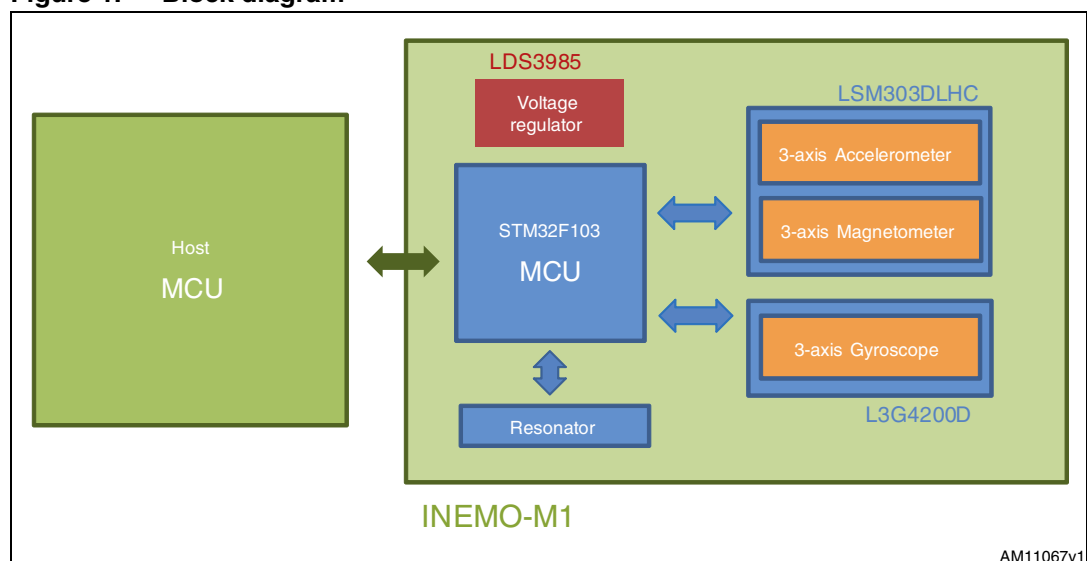 Figure 1. Block diagram
LDS3985
Voltage
regulator
LSM303DLHC
3-axis Accelerometer
3-axis Magnetometer
STM32F103
MCU
Host
MCU
3-axis Gyroscope
L3G4200D
Resonator
INEMO-M1
AM11067v1